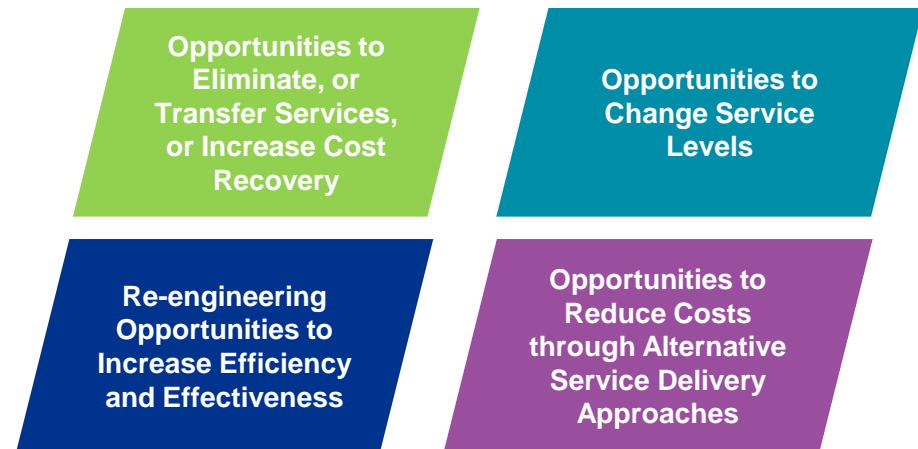 Opportunities to
Eliminate, or
Transfer Services,
or Increase Cost
Recovery
Opportunities to
Change Service
Levels
Re-engineering
Opportunities to
Increase Efficiency
and Effectiveness
Opportunities to
Reduce Costs
through Alternative
Service Delivery
Approaches